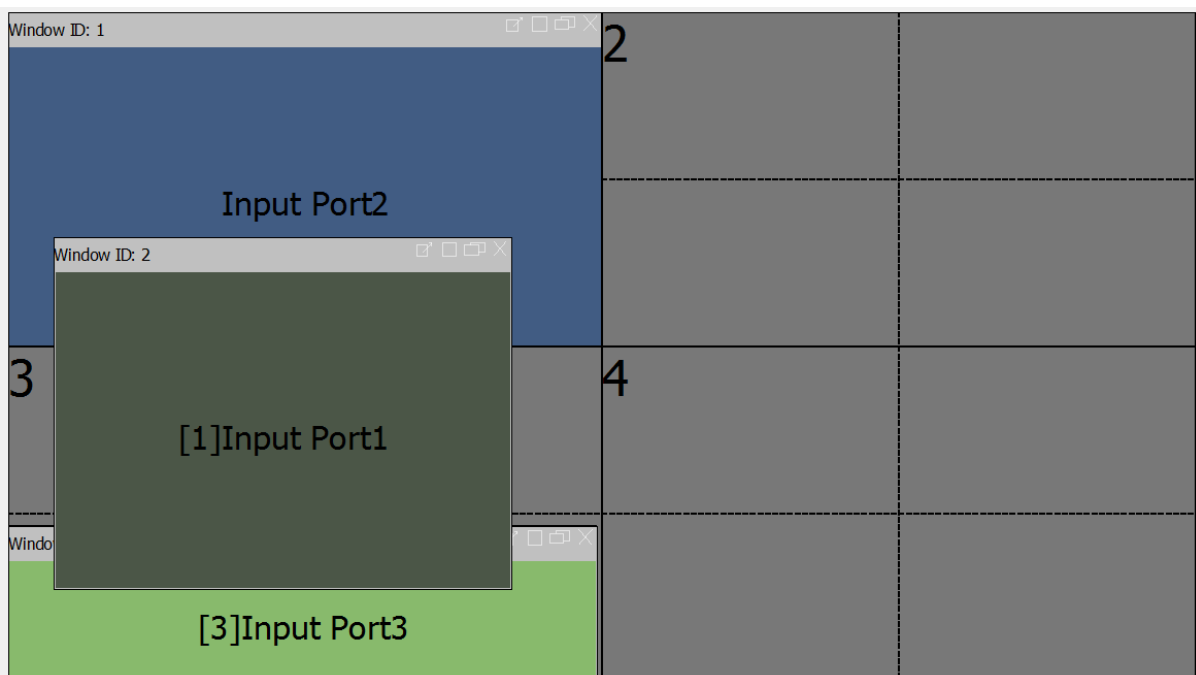 Window ID: 1
2
Input Port2
Window ID: 2
3
4
[1]Input Port1
Windo
[3]Input Port3